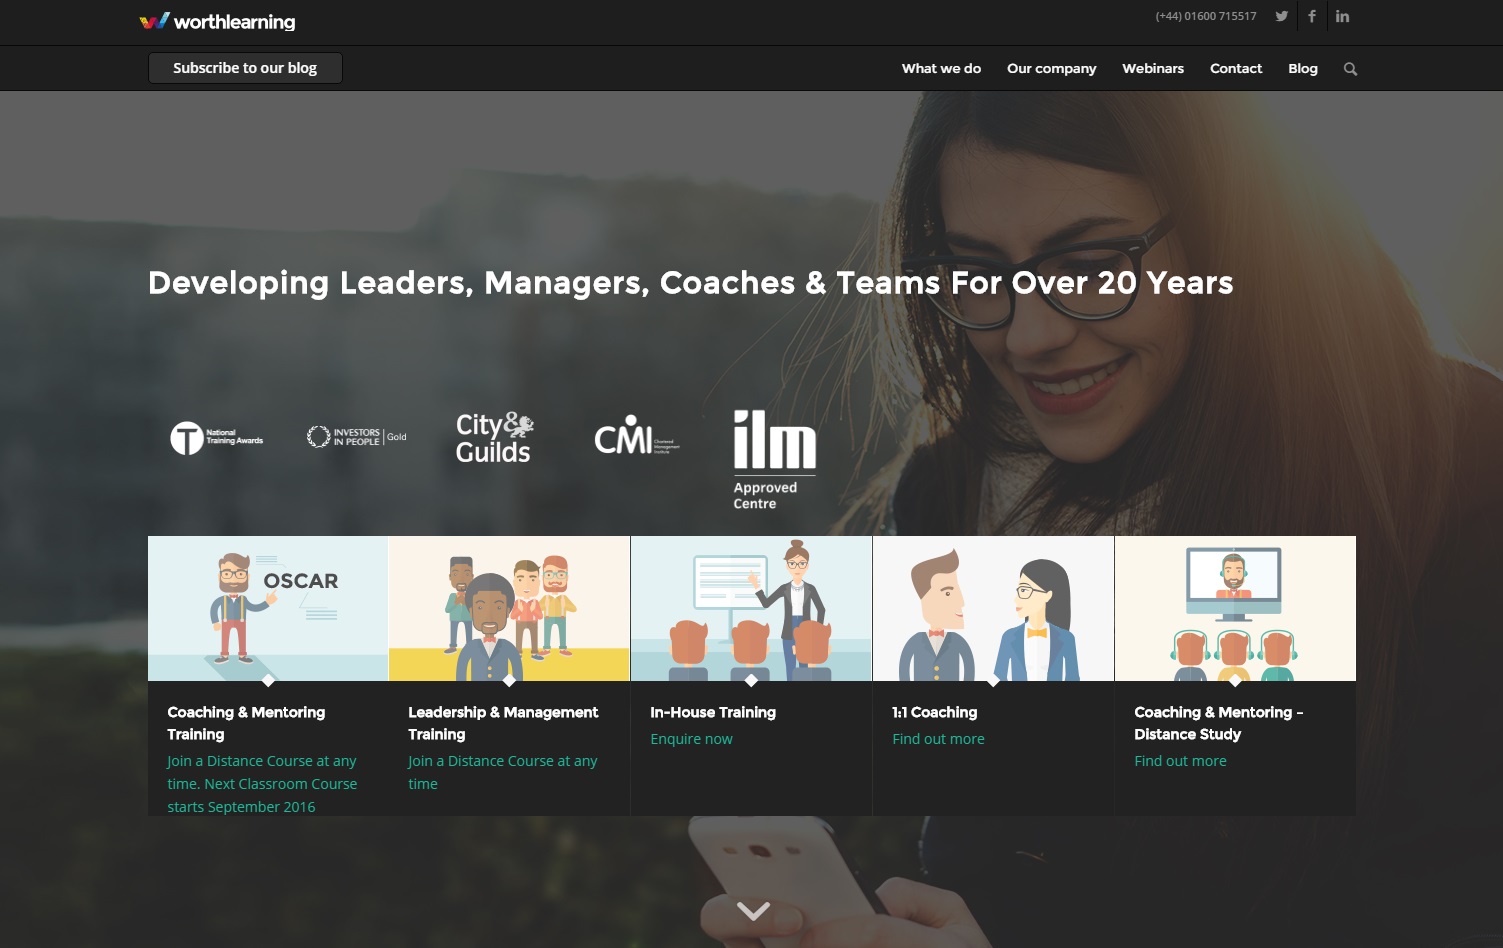 worthlearning
(+44) 01600 715517
Subscribe to our blog
What we do
Our company
Webinars
Contact
Blog
Developing Leaders, Managers, Coaches & Teams For Over 20 Years
National
Training Awards
INVESTORS
IN PEOPLE | Gold
City &
Guilds
CMI
Chartered
Management
Institute
ilm
Approved
Centre
OSCAR
Coaching & Mentoring
Training
Join a Distance Course at any
time. Next Classroom Course
starts September 2016
Leadership & Management
Training
Join a Distance Course at any
time
In-House Training
Enquire now
1:1 Coaching
Find out more
Coaching & Mentoring –
Distance Study
Find out more